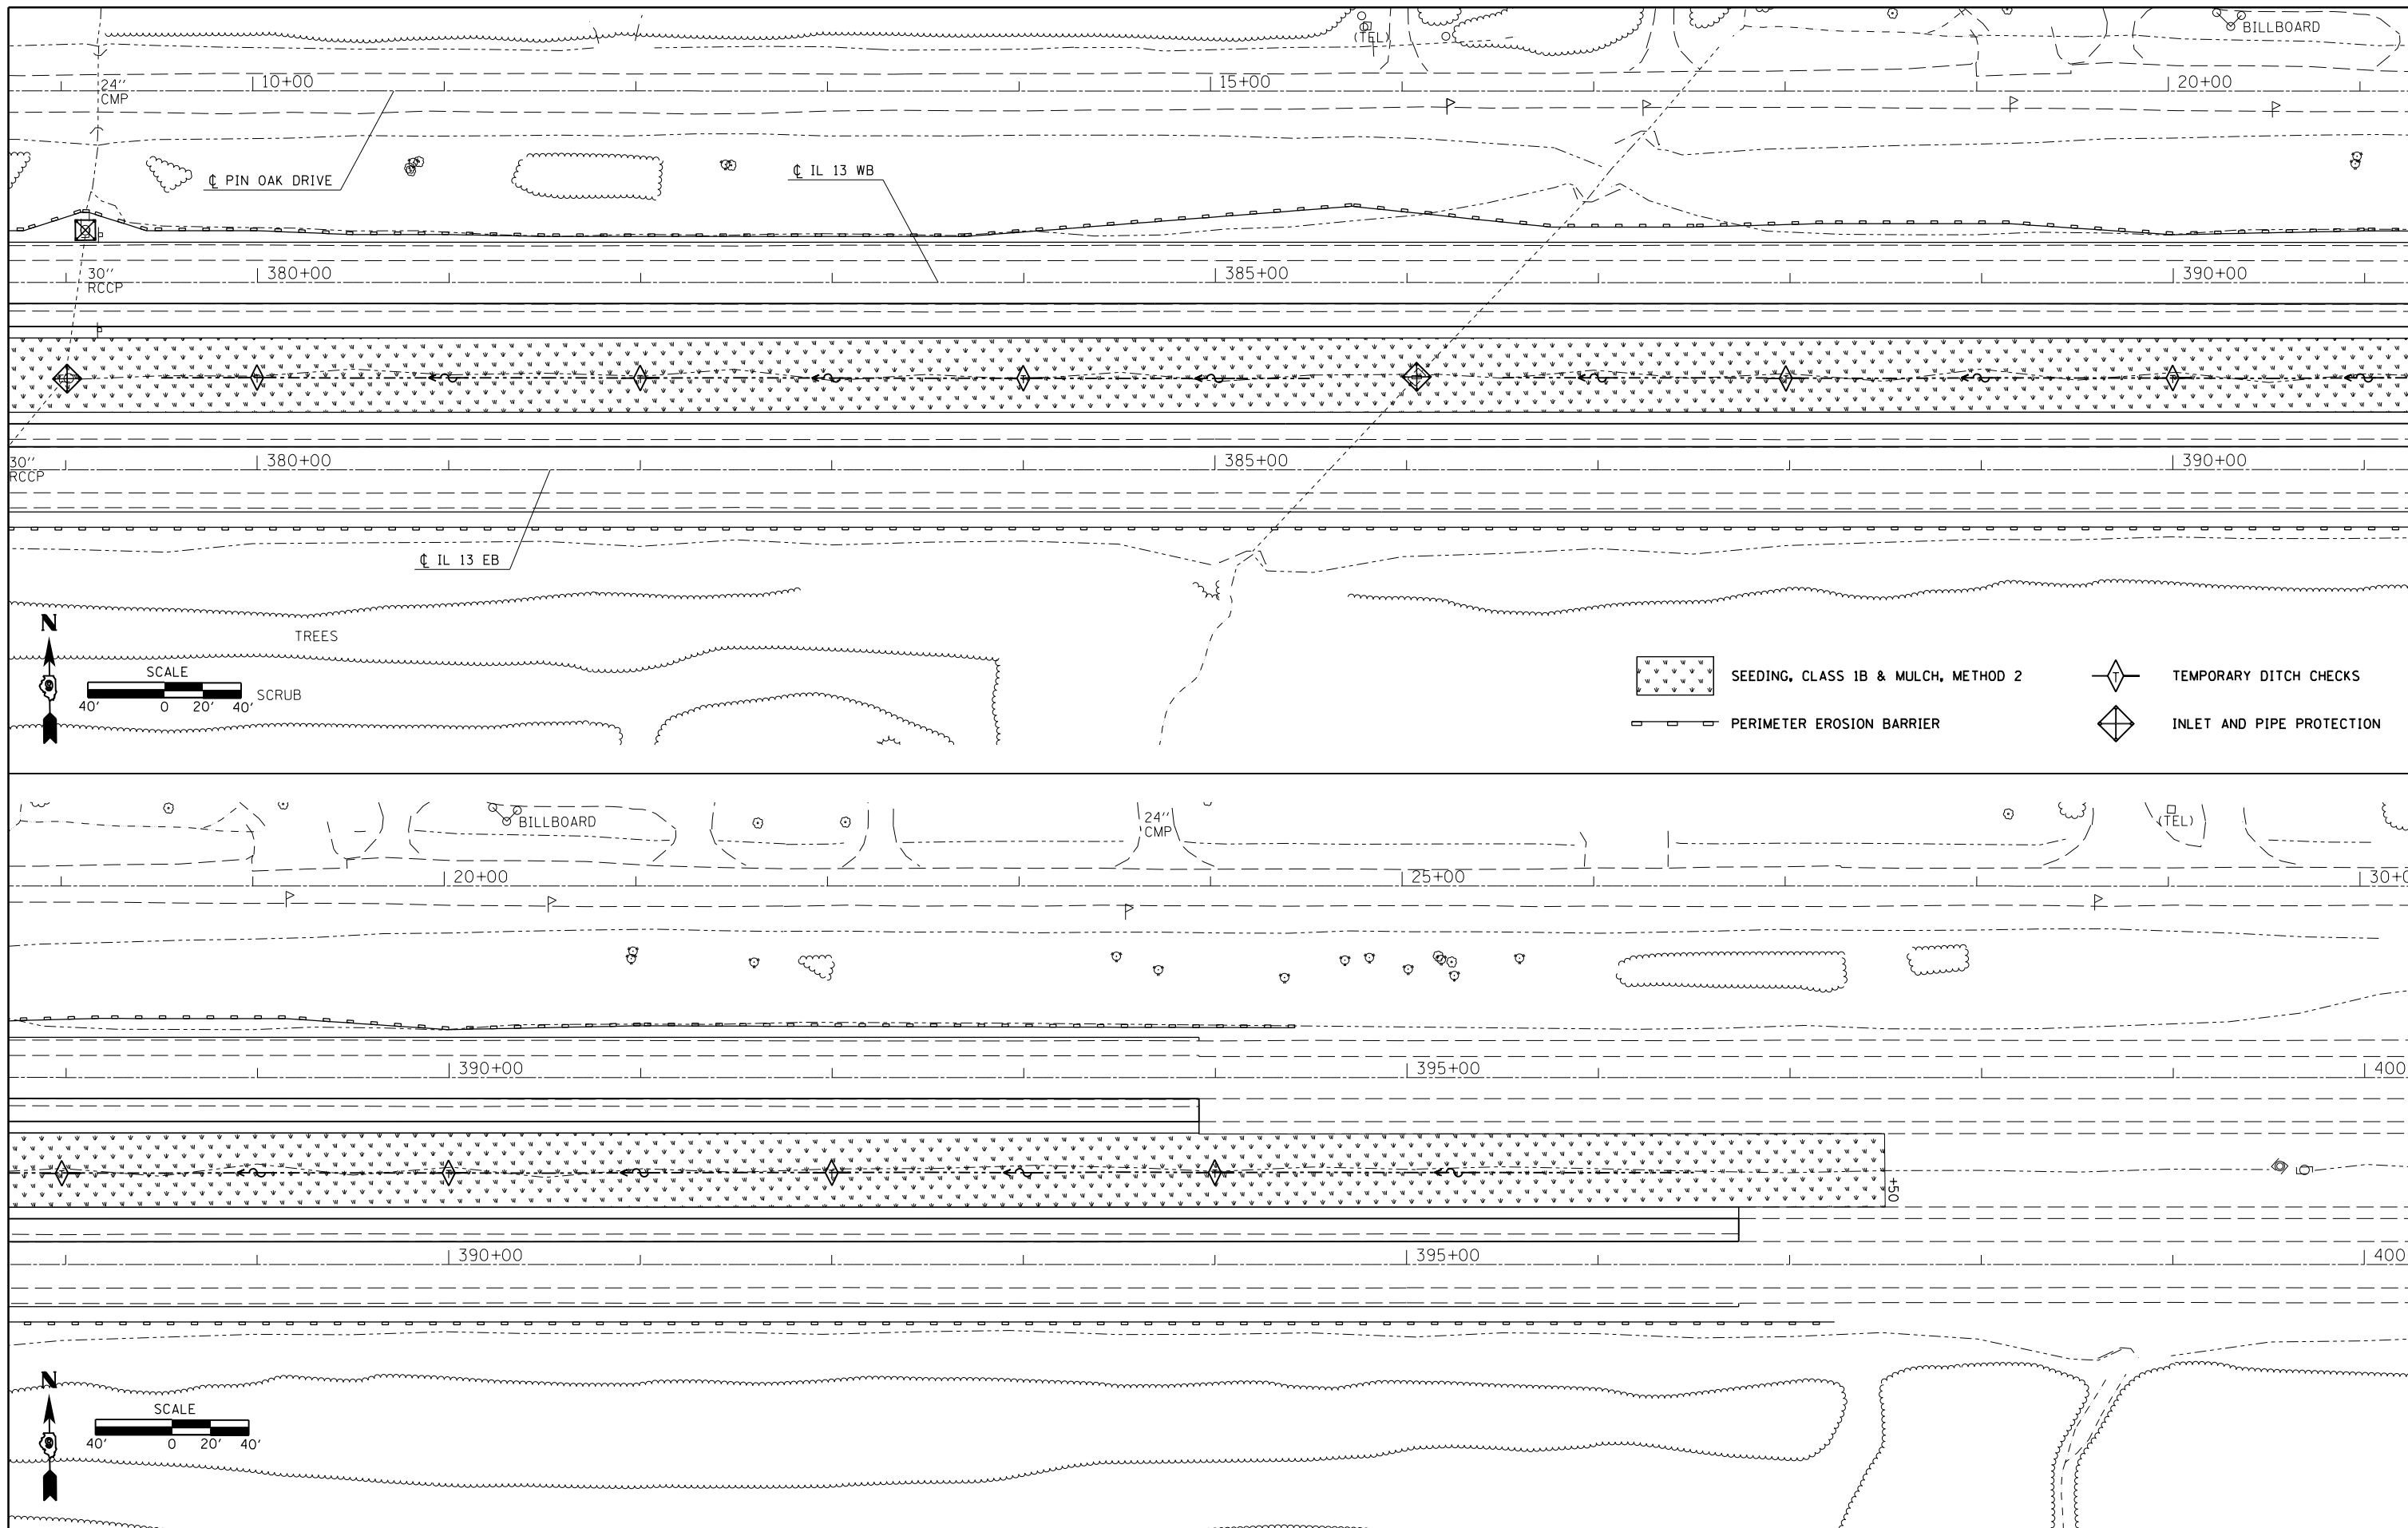 (TEL)
BILLBOARD
24''
CMP
10+00
15+00
20+00
℄ PIN OAK DRIVE
℄ IL 13 WB
30''
RCCP
380+00
385+00
390+00
T
T
T
T
T
30''
RCCP
380+00
385+00
390+00
℄ IL 13 EB
N
TREES
SCALE
SCRUB
40' 0 20' 40'
SEEDING, CLASS 1B & MULCH, METHOD 2
T TEMPORARY DITCH CHECKS
PERIMETER EROSION BARRIER
INLET AND PIPE PROTECTION
BILLBOARD
24''
CMP
(TEL)
20+00
25+00
390+00
395+00
400
T
T
T
T
+50
390+00
395+00
400
N
SCALE
40' 0 20' 40'